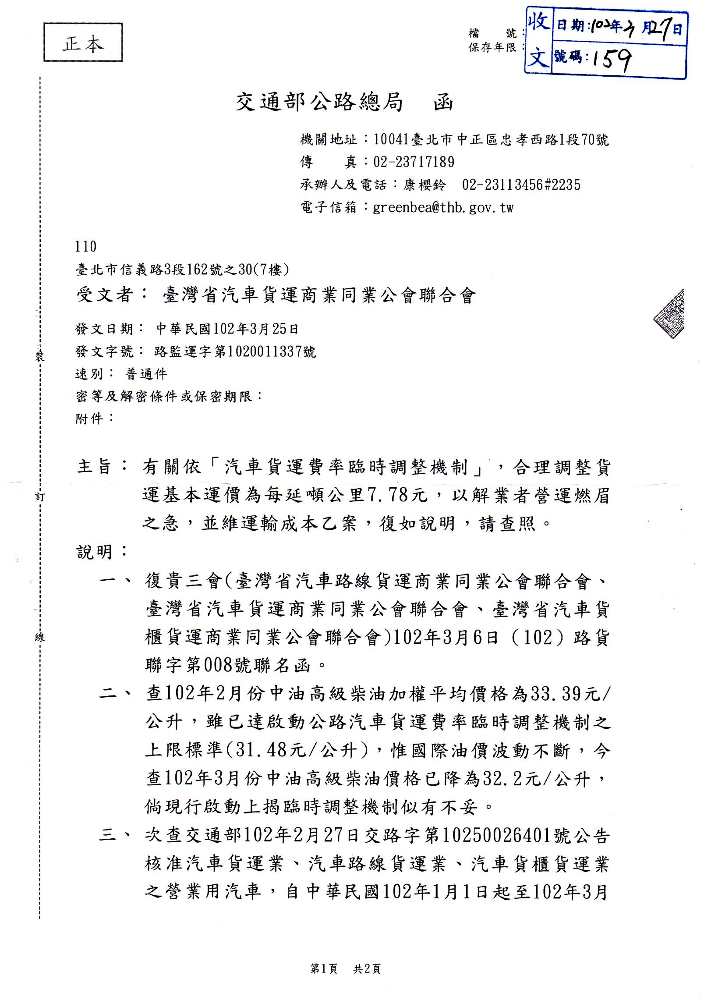 正本
檔　　號：
保存年限：
收文
日期：102年3月27日
號碼：159
交通部公路總局　函
機關地址：10041臺北市中正區忠孝西路1段70號
傳　　真：02-23717189
承辦人及電話：康櫻鈴　02-23113456#2235
電子信箱：greenbea@thb.gov.tw
110
臺北市信義路3段162號之30(7樓)
受文者：臺灣省汽車貨運商業同業公會聯合會
發文日期：中華民國102年3月25日
發文字號：路監運字第1020011337號
速別：普通件
密等及解密條件或保密期限：
附件：
主旨：有關依「汽車貨運費率臨時調整機制」，合理調整貨
運基本運價為每延噸公里7.78元，以解業者營運燃眉
之急，並維運輸成本乙案，復如說明，請查照。
說明：
一、復貴三會(臺灣省汽車路線貨運商業同業公會聯合會、
臺灣省汽車貨運商業同業公會聯合會、臺灣省汽車貨
櫃貨運商業同業公會聯合會)102年3月6日（102）路貨
聯字第008號聯名函。
二、查102年2月份中油高級柴油加權平均價格為33.39元/
公升，雖已達啟動公路汽車貨運費率臨時調整機制之
上限標準(31.48元/公升)，惟國際油價波動不斷，今
查102年3月份中油高級柴油價格已降為32.2元/公升，
倘現行啟動上揭臨時調整機制似有不妥。
三、次查交通部102年2月27日交路字第10250026401號公告
核准汽車貨運業、汽車路線貨運業、汽車貨櫃貨運業
之營業用汽車，自中華民國102年1月1日起至102年3月
裝
訂
線
第1頁　共2頁